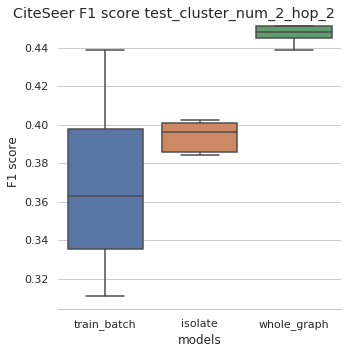 CiteSeer F1 score test_cluster_num_2_hop_2
0.44
0.42
0.40
0.38
0.36
0.34
0.32
F1 score
train_batch
isolate
whole_graph
models